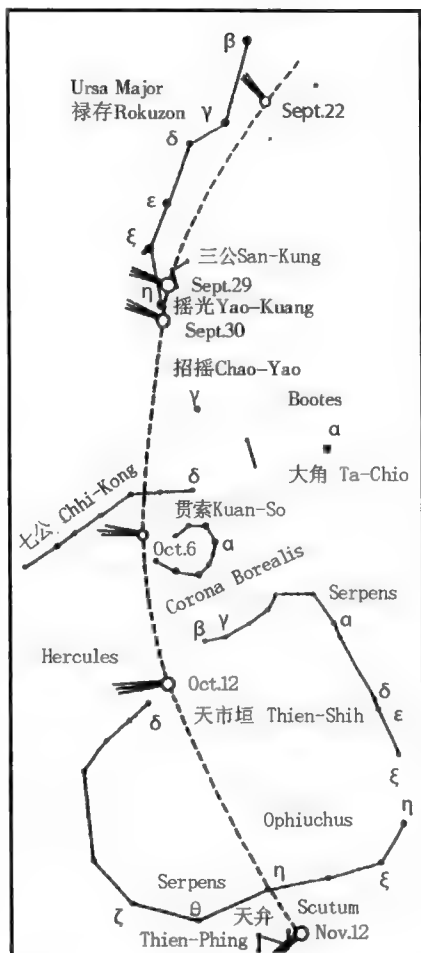 β
Ursa Major
禄存Rokuzon
γ
Sept.22
δ
ε
ξ
三公San-Kung
Sept.29
η
摇光Yao-Kuang
Sept.30
招摇Chao-Yao
γ
Bootes
α
大角 Ta-Chio
δ
七公 Chhi-Kong
贯索Kuan-So
α
Oct.6
Corona Borealis
Serpens
β γ
α
Hercules
Oct.12
δ
天市垣 Thien-Shih
δ
ε
ξ
η
Ophiuchus
η
ξ
Serpens
ζ
θ
天弁
Scutum
Thien-Phing
Nov.12